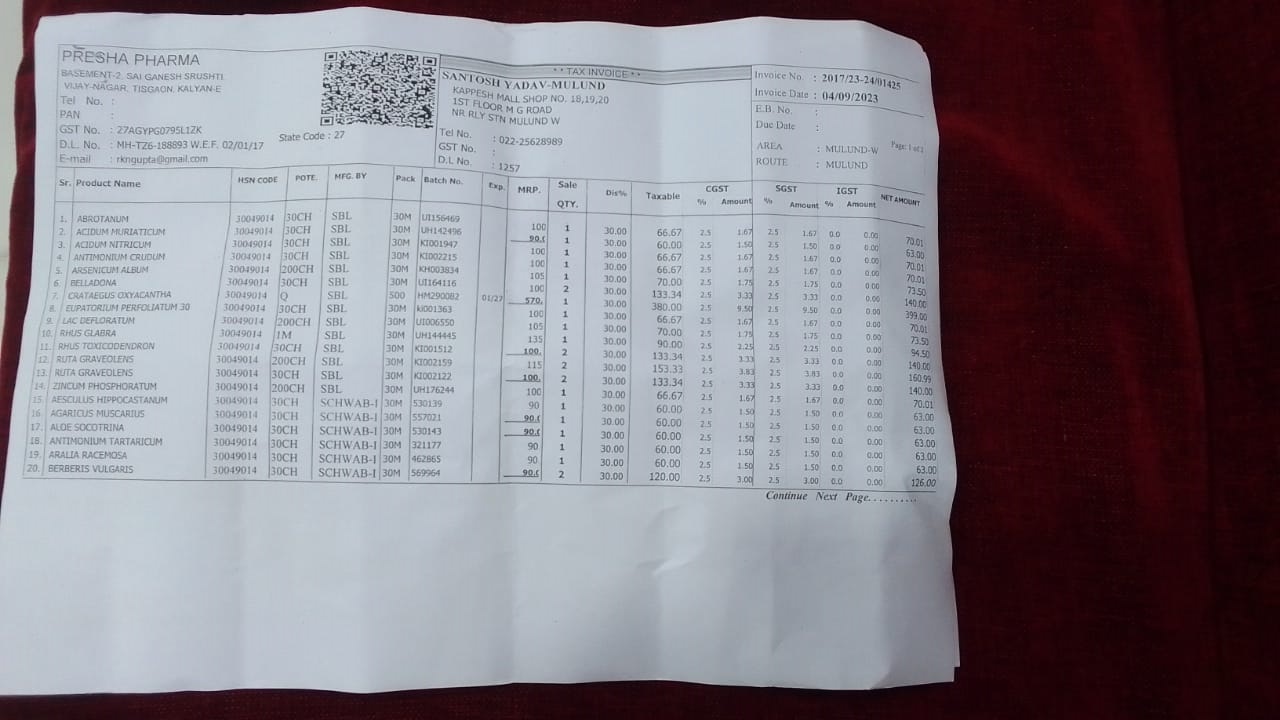 PRESHA PHARMA
BASEMENT-2, SAI GANESH SRUSHTI
VIJAY-NAGAR, TISGAON, KALYAN-E
Tel No. :
PAN :
GST No. : 27AGYPG0795L1ZK State Code : 27
D.L. No. : MH-TZ6-188893 W.E.F. 02/01/17
E-mail : rkngupta@gmail.com
**TAX INVOICE**
SANTOSH YADAV-MULUND
KAPPESH MALL SHOP NO. 18,19,20
1ST FLOOR M G ROAD
NR RLY STN MULUND W
Tel No. : 022-25628989
GST No. :
D.L No. : 1257
Invoice No. : 2017/23-24/01425
Invoice Date : 04/09/2023
E.B. No. :
Due Date :
Page: 1 of
AREA : MULUND-W
ROUTE : MULUND
Sr. Product Name HSN CODE POTE. MFG. BY Pack Batch No. Exp. MRP. Sale QTY. Dis% Taxable CGST % Amount SGST % Amount IGST % Amount NET AMOUNT
1. ABROTANUM 30049014 30CH SBL 30M UI156469 100 1 30.00 66.67 2.5 1.67 2.5 1.67 0.0 0.00 70.01
2. ACIDUM MURIATICUM 30049014 30CH SBL 30M UH142496 90.( 1 30.00 60.00 2.5 1.50 2.5 1.50 0.0 0.00 63.00
3. ACIDUM NITRICUM 30049014 30CH SBL 30M KI001947 100 1 30.00 66.67 2.5 1.67 2.5 1.67 0.0 0.00 70.01
4. ANTIMONIUM CRUDUM 30049014 30CH SBL 30M KI002215 100 1 30.00 66.67 2.5 1.67 2.5 1.67 0.0 0.00 70.01
5. ARSENICUM ALBUM 30049014 200CH SBL 30M KH003834 105 1 30.00 70.00 2.5 1.75 2.5 1.75 0.0 0.00 73.50
6. BELLADONA 30049014 30CH SBL 30M UI164116 100 2 30.00 133.34 2.5 3.33 2.5 3.33 0.0 0.00 140.00
7. CRATAEGUS OXYACANTHA 30049014 Q SBL 500 HM290082 01/27 570. 1 30.00 380.00 2.5 9.50 2.5 9.50 0.0 0.00 399.00
8. EUPATORIUM PERFOLIATUM 30 30049014 30CH SBL 30M ki001363 100 1 30.00 66.67 2.5 1.67 2.5 1.67 0.0 0.00 70.01
9. LAC DEFLORATUM 30049014 200CH SBL 30M UI006550 105 1 30.00 70.00 2.5 1.75 2.5 1.75 0.0 0.00 73.50
10. RHUS GLABRA 30049014 1M SBL 30M UH144445 135 1 30.00 90.00 2.5 2.25 2.5 2.25 0.0 0.00 94.50
11. RHUS TOXICODENDRON 30049014 30CH SBL 30M KI001512 100. 2 30.00 133.34 2.5 3.33 2.5 3.33 0.0 0.00 140.00
12. RUTA GRAVEOLENS 30049014 200CH SBL 30M KI002159 115 2 30.00 153.33 2.5 3.83 2.5 3.83 0.0 0.00 160.99
13. RUTA GRAVEOLENS 30049014 30CH SBL 30M KI002122 100. 2 30.00 133.34 2.5 3.33 2.5 3.33 0.0 0.00 140.00
14. ZINCUM PHOSPHORATUM 30049014 200CH SBL 30M UH176244 100 1 30.00 66.67 2.5 1.67 2.5 1.67 0.0 0.00 70.01
15. AESCULUS HIPPOCASTANUM 30049014 30CH SCHWAB-I 30M 530139 90 1 30.00 60.00 2.5 1.50 2.5 1.50 0.0 0.00 63.00
16. AGARICUS MUSCARIUS 30049014 30CH SCHWAB-I 30M 557021 90.( 1 30.00 60.00 2.5 1.50 2.5 1.50 0.0 0.00 63.00
17. ALOE SOCOTRINA 30049014 30CH SCHWAB-I 30M 530143 90.( 1 30.00 60.00 2.5 1.50 2.5 1.50 0.0 0.00 63.00
18. ANTIMONIUM TARTARICUM 30049014 30CH SCHWAB-I 30M 321177 90 1 30.00 60.00 2.5 1.50 2.5 1.50 0.0 0.00 63.00
19. ARALIA RACEMOSA 30049014 30CH SCHWAB-I 30M 462865 90 1 30.00 60.00 2.5 1.50 2.5 1.50 0.0 0.00 63.00
20. BERBERIS VULGARIS 30049014 30CH SCHWAB-I 30M 569964 90.( 2 30.00 120.00 2.5 3.00 2.5 3.00 0.0 0.00 126.00
Continue Next Page.........